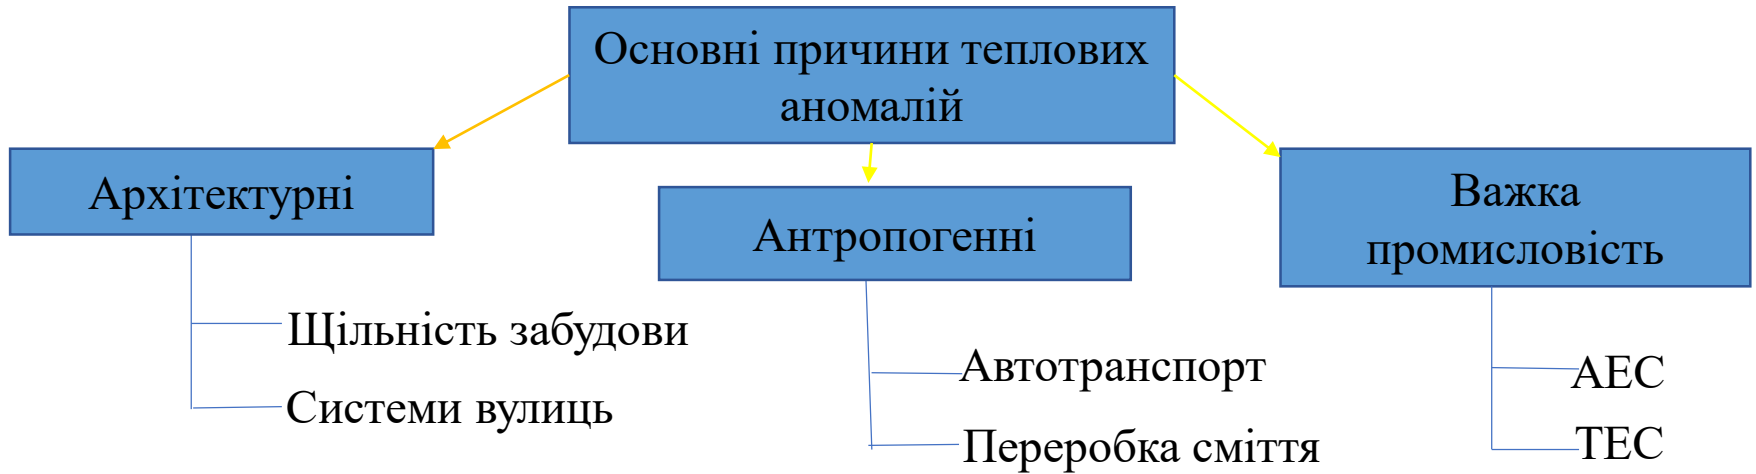 Основні причини теплових
аномалій
Архітектурні
Щільність забудови
Системи вулиць
Антропогенні
Автотранспорт
Переробка сміття
Важка
промисловість
АЕС
ТЕС